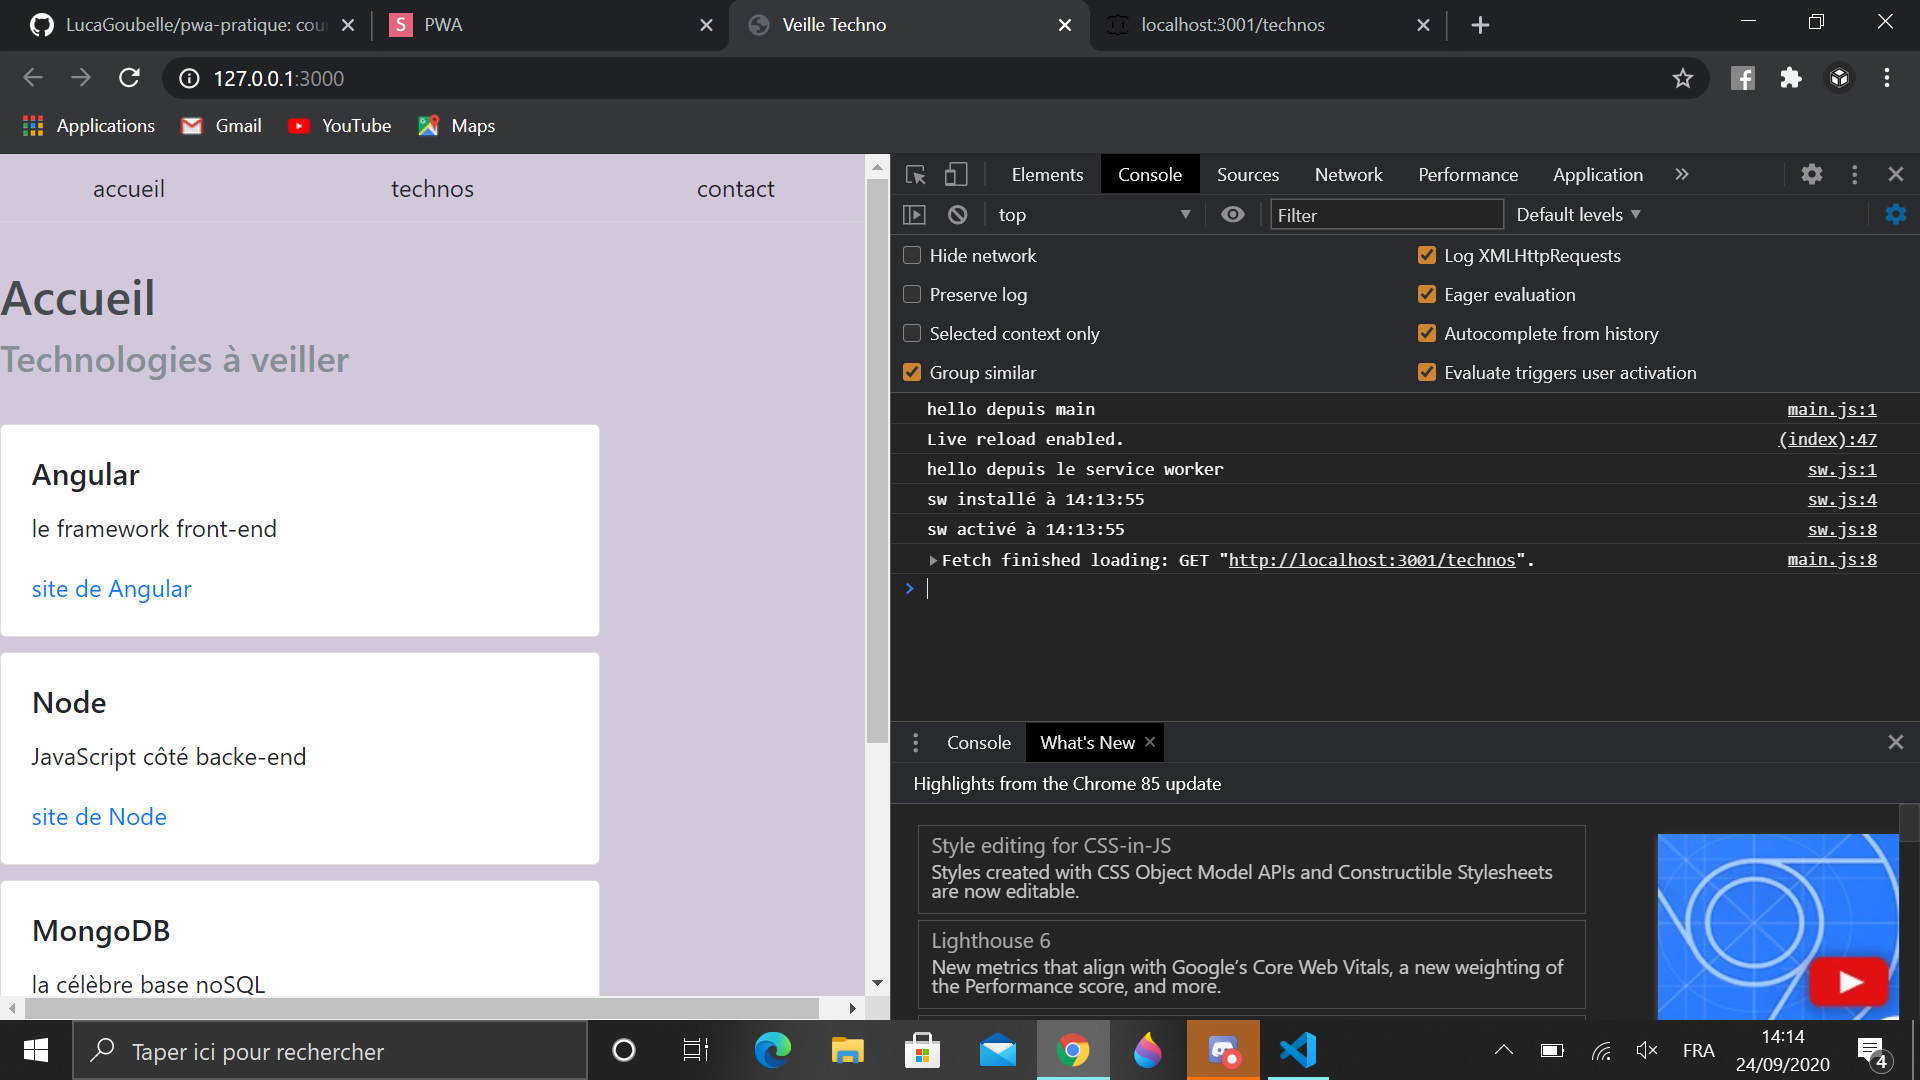 LucaGoubelle/pwa-pratique: cour
S PWA
Veille Techno
localhost:3001/technos
127.0.0.1:3000
Applications
Gmail
YouTube
Maps
accueil
technos
contact
Accueil
Technologies à veiller
Angular
le framework front-end
site de Angular
Node
JavaScript côté backe-end
site de Node
MongoDB
la célèbre base noSQL
Elements
Console
Sources
Network
Performance
Application
»
top
Filter
Default levels
Hide network
Log XMLHttpRequests
Preserve log
Eager evaluation
Selected context only
Autocomplete from history
Group similar
Evaluate triggers user activation
hello depuis main main.js:1
Live reload enabled. (index):47
hello depuis le service worker sw.js:1
sw installé à 14:13:55 sw.js:4
sw activé à 14:13:55 sw.js:8
Fetch finished loading: GET "http://localhost:3001/technos". main.js:8
Console
What's New
Highlights from the Chrome 85 update
Style editing for CSS-in-JS
Styles created with CSS Object Model APIs and Constructible Stylesheets
are now editable.
Lighthouse 6
New metrics that align with Google's Core Web Vitals, a new weighting of
the Performance score, and more.
Taper ici pour rechercher
FRA
14:14
24/09/2020
4